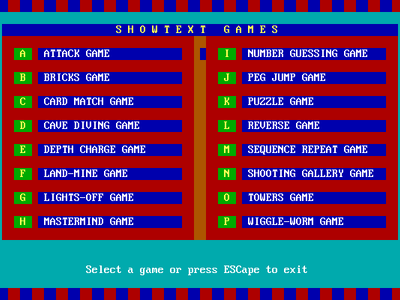 SHOWTEXT GAMES
A ATTACK GAME
B BRICKS GAME
C CARD MATCH GAME
D CAVE DIVING GAME
E DEPTH CHARGE GAME
F LAND-MINE GAME
G LIGHTS-OFF GAME
H MASTERMIND GAME
I NUMBER GUESSING GAME
J PEG JUMP GAME
K PUZZLE GAME
L REVERSE GAME
M SEQUENCE REPEAT GAME
N SHOOTING GALLERY GAME
O TOWERS GAME
P WIGGLE-WORM GAME
Select a game or press ESCape to exit